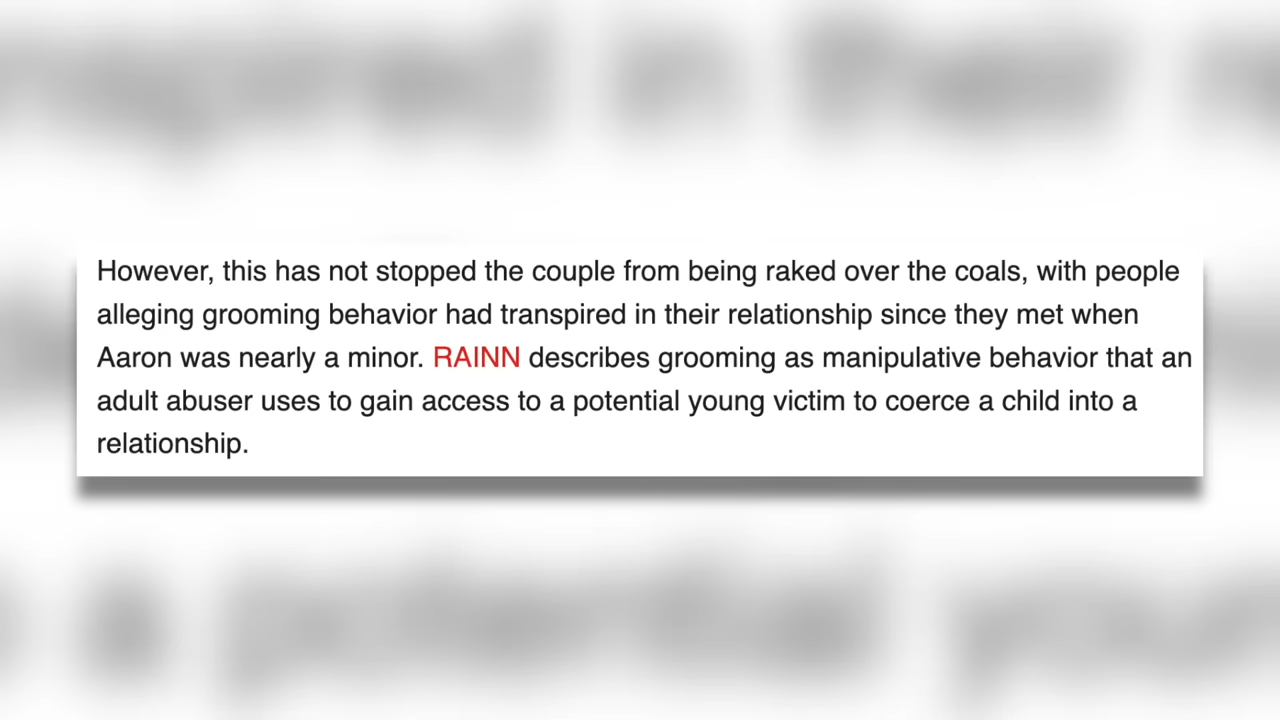 However, this has not stopped the couple from being raked over the coals, with people
alleging grooming behavior had transpired in their relationship since they met when
Aaron was nearly a minor. RAINN describes grooming as manipulative behavior that an
adult abuser uses to gain access to a potential young victim to coerce a child into a
relationship.